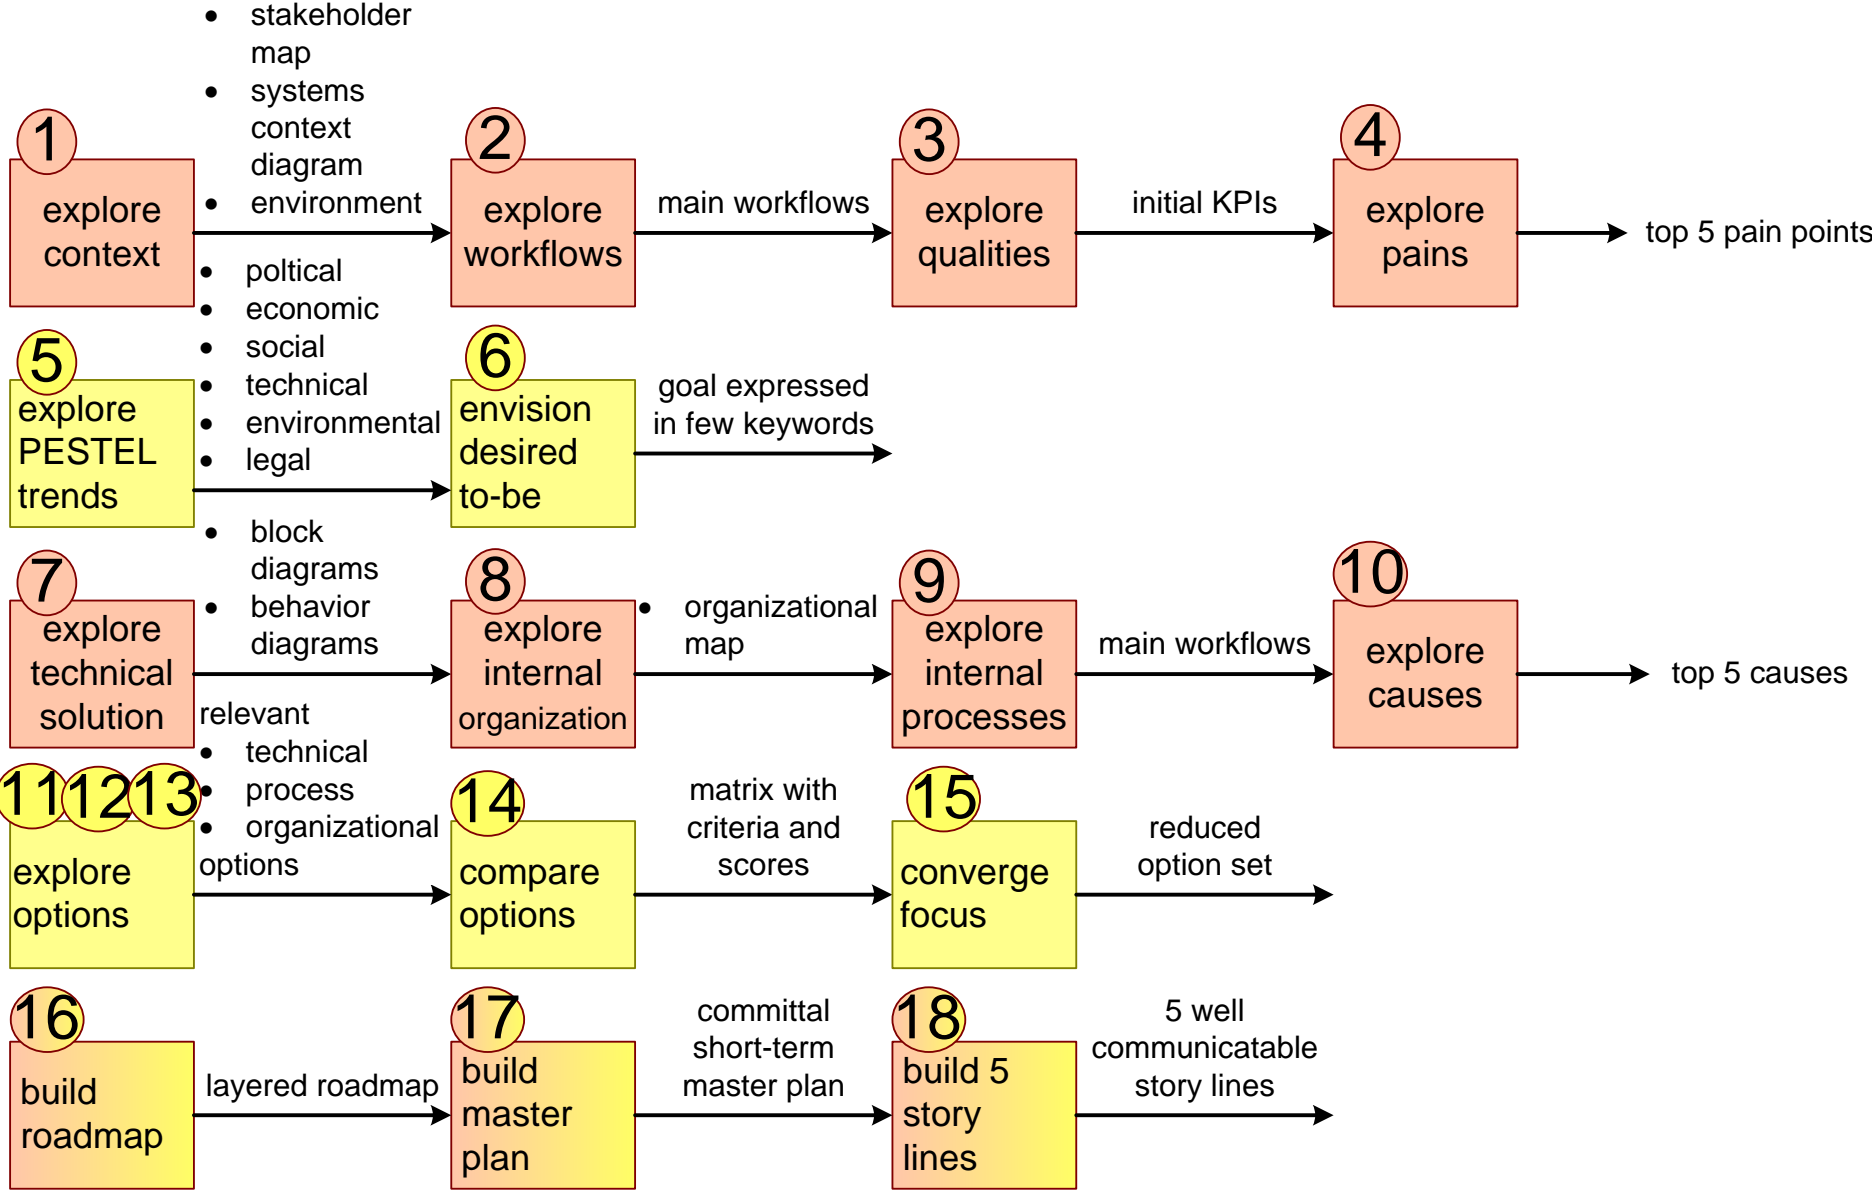 • stakeholder
map
• systems
context
diagram
• environment
1
explore
context
2
explore
workflows
main workflows
3
explore
qualities
initial KPIs
4
explore
pains
top 5 pain points
5
explore
PESTEL
trends
• poltical
• economic
• social
• technical
• environmental
• legal
6
envision
desired
to-be
goal expressed
in few keywords
7
explore
technical
solution
• block
diagrams
• behavior
diagrams
8
explore
internal
organization
• organizational
map
9
explore
internal
processes
main workflows
10
explore
causes
top 5 causes
11 12 13
explore
options
relevant
• technical
• process
• organizational
options
14
compare
options
matrix with
criteria and
scores
15
converge
focus
reduced
option set
16
build
roadmap
layered roadmap
17
build
master
plan
committal
short-term
master plan
18
build 5
story
lines
5 well
communicatable
story lines